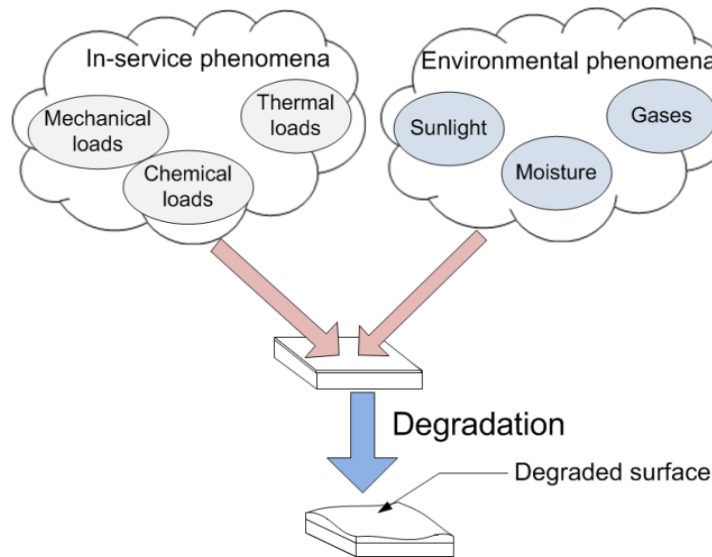 In-service phenomena
Mechanical
loads
Thermal
loads
Chemical
loads
Environmental phenomena
Sunlight
Gases
Moisture
Degradation
Degraded surface